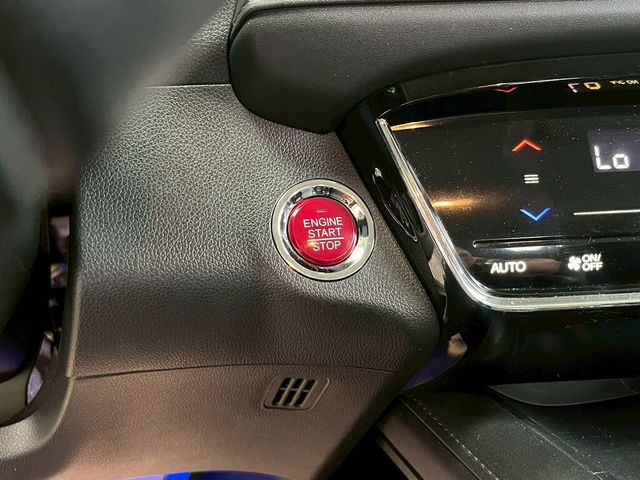 ENGINE
START
STOP
Lo
AUTO
ON/
OFF